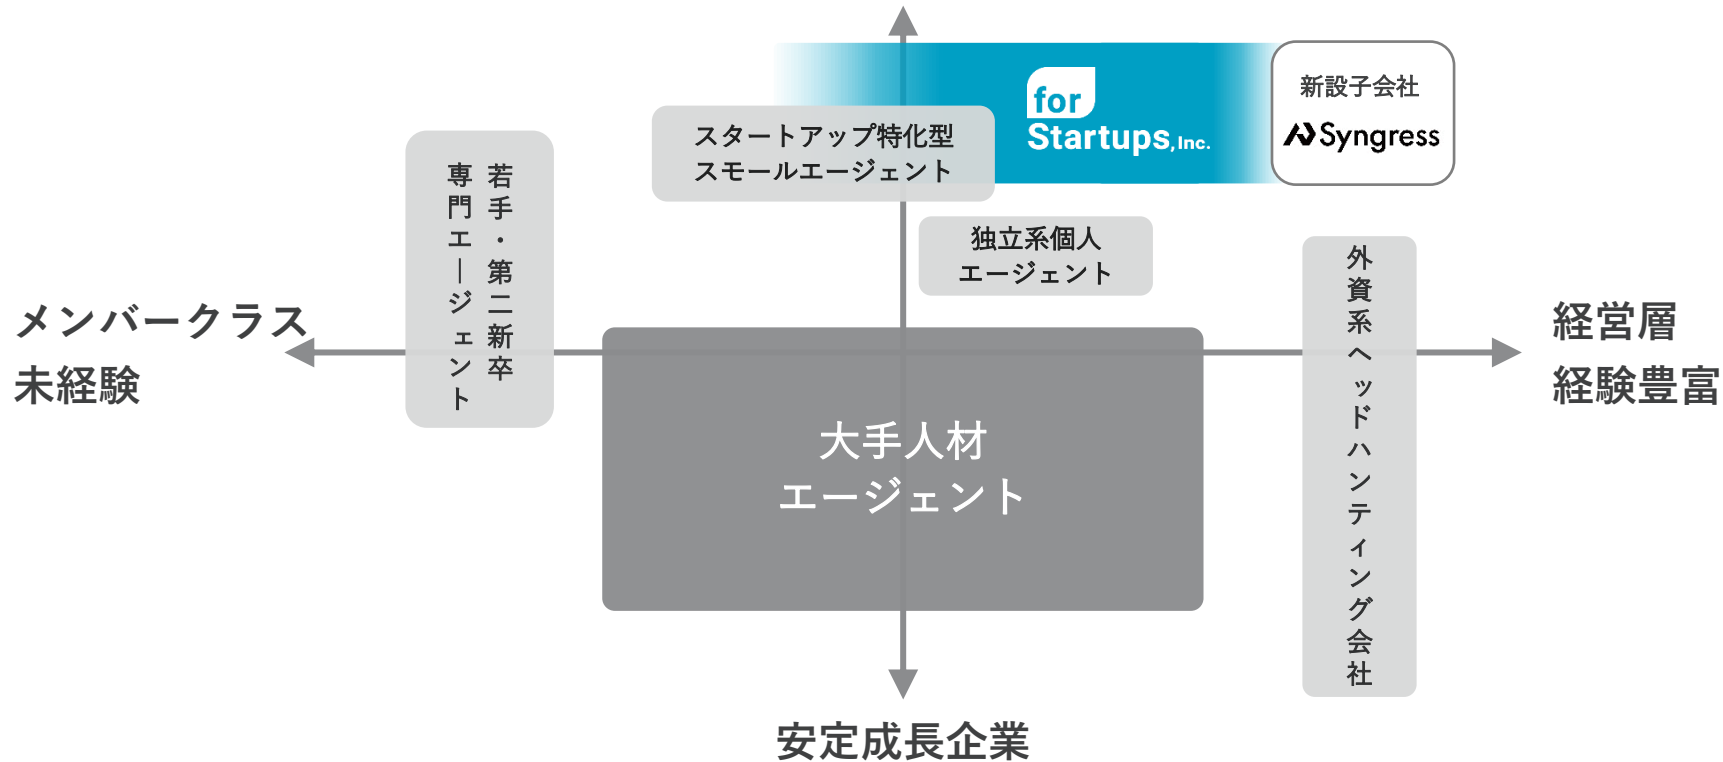 for
Startups, Inc.
新設子会社
Syngress
スタートアップ特化型
スモールエージェント
若手・第二新卒
専門エージェント
独立系個人
エージェント
外資系ヘッドハンティング会社
メンバークラス
未経験
経営層
経験豊富
大手人材
エージェント
安定成長企業